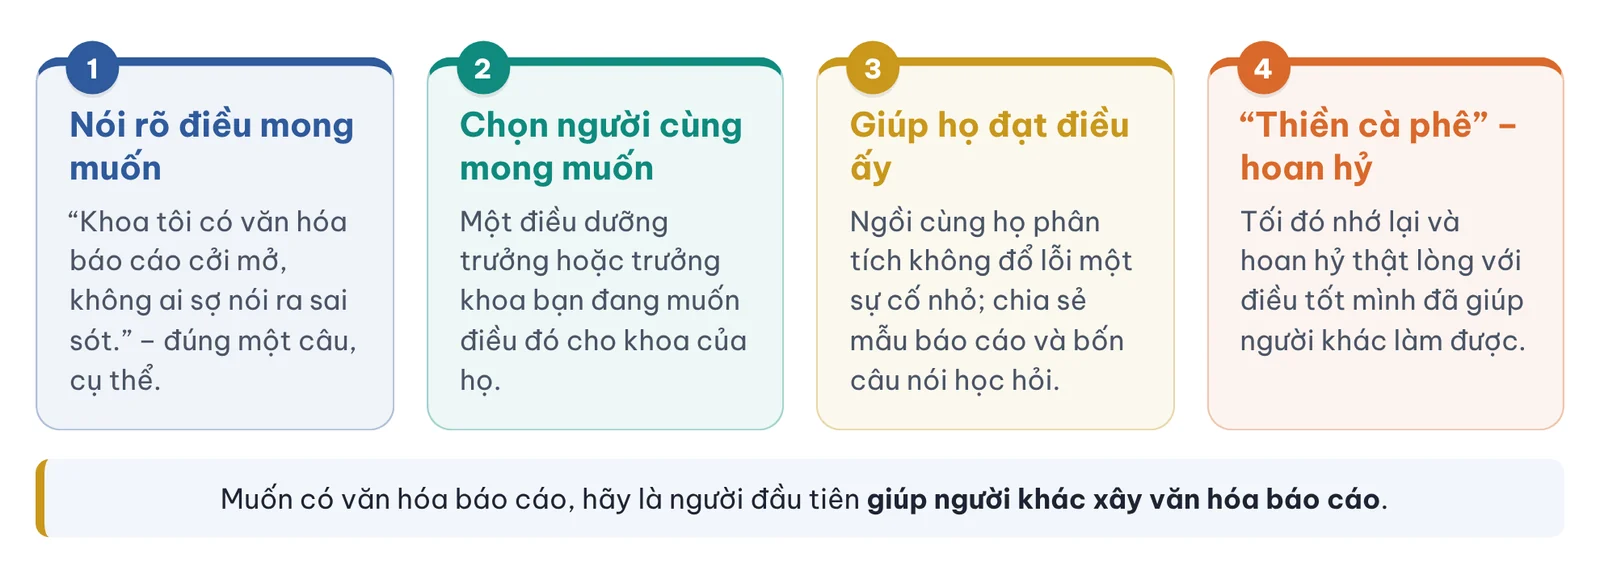 1
Nói rõ điều mong
muốn
“Khoa tôi có văn hóa
báo cáo cởi mở,
không ai sợ nói ra sai
sót.” – đúng một câu,
cụ thể.
2
Chọn người cùng
mong muốn
Một điều dưỡng
trưởng hoặc trưởng
khoa bạn đang muốn
điều đó cho khoa của
họ.
3
Giúp họ đạt điều
ấy
Ngồi cùng họ phân
tích không đổ lỗi một
sự cố nhỏ; chia sẻ
mẫu báo cáo và bốn
câu nói học hỏi.
4
“Thiền cà phê” –
hoan hỷ
Tối đó nhớ lại và
hoan hỷ thật lòng với
điều tốt mình đã giúp
người khác làm được.
Muốn có văn hóa báo cáo, hãy là người đầu tiên giúp người khác xây văn hóa báo cáo.